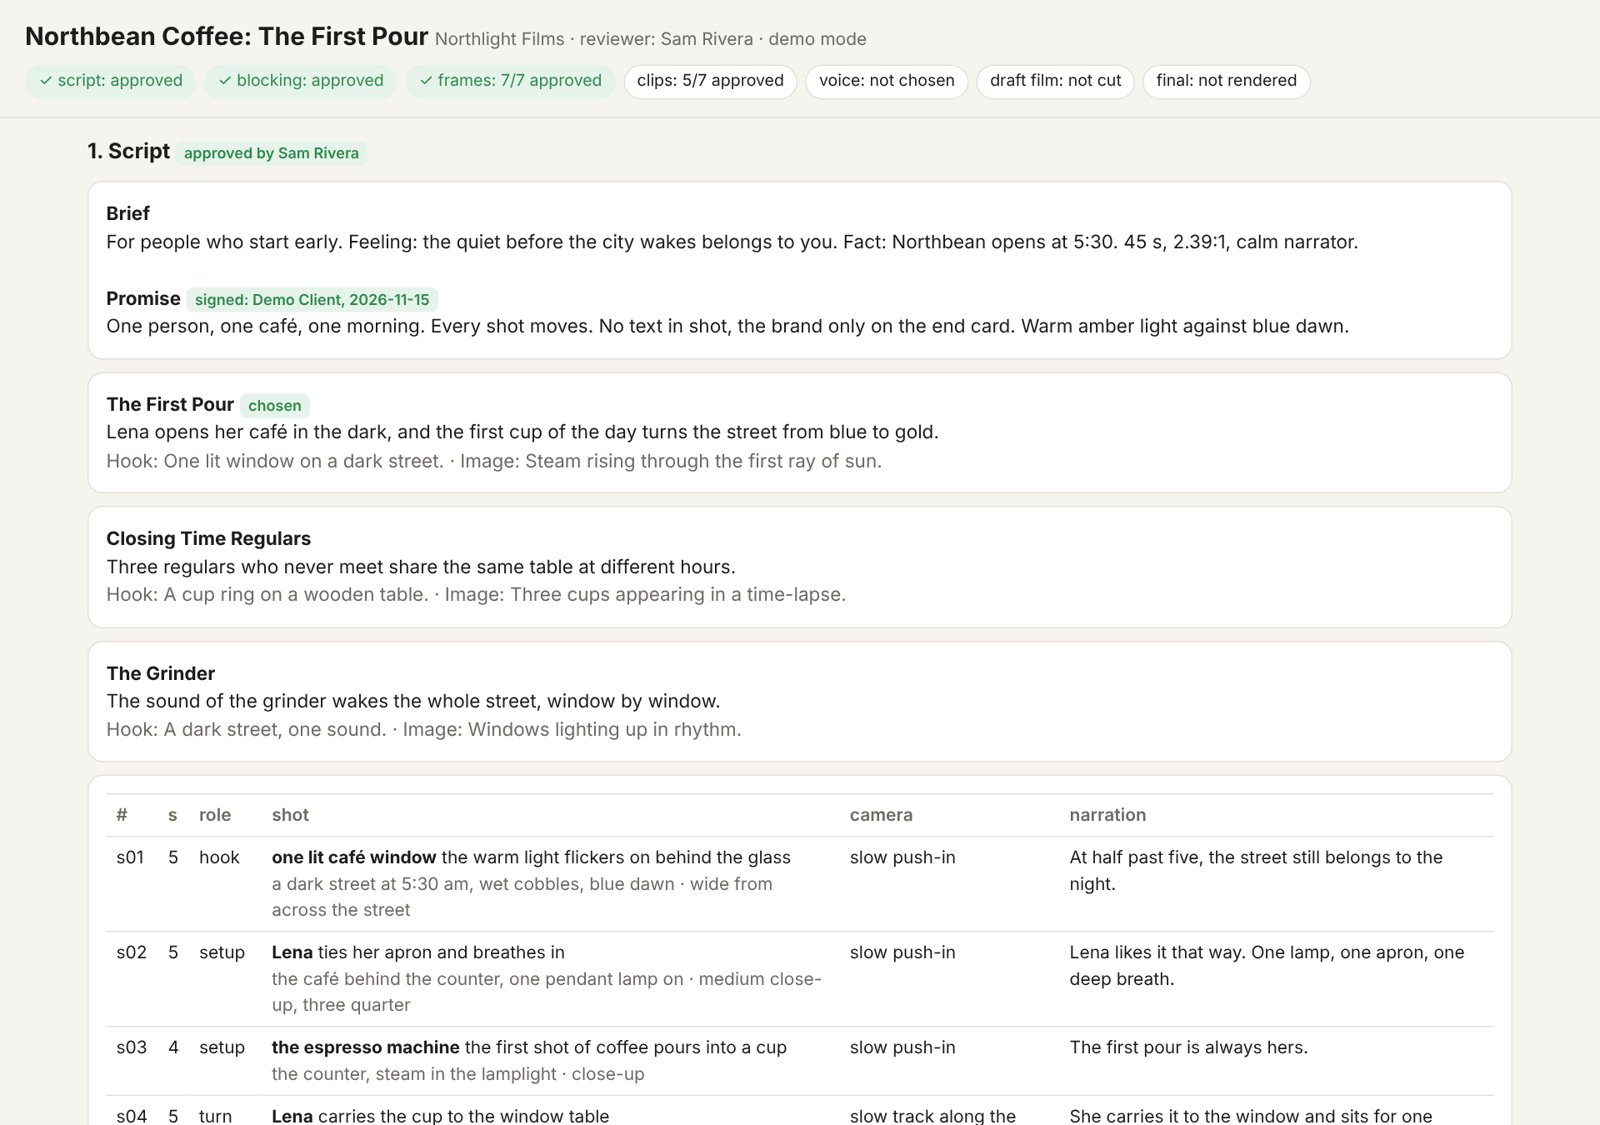 Northbean Coffee: The First Pour Northlight Films · reviewer: Sam Rivera · demo mode
✓ script: approved ✓ blocking: approved ✓ frames: 7/7 approved clips: 5/7 approved voice: not chosen draft film: not cut final: not rendered
1. Script approved by Sam Rivera
Brief
For people who start early. Feeling: the quiet before the city wakes belongs to you. Fact: Northbean opens at 5:30. 45 s, 2.39:1, calm narrator.
Promise signed: Demo Client, 2026-11-15
One person, one café, one morning. Every shot moves. No text in shot, the brand only on the end card. Warm amber light against blue dawn.
The First Pour chosen
Lena opens her café in the dark, and the first cup of the day turns the street from blue to gold.
Hook: One lit window on a dark street. · Image: Steam rising through the first ray of sun.
Closing Time Regulars
Three regulars who never meet share the same table at different hours.
Hook: A cup ring on a wooden table. · Image: Three cups appearing in a time-lapse.
The Grinder
The sound of the grinder wakes the whole street, window by window.
Hook: A dark street, one sound. · Image: Windows lighting up in rhythm.
# s role shot camera narration
s01 5 hook one lit café window the warm light flickers on behind the glass slow push-in At half past five, the street still belongs to the
a dark street at 5:30 am, wet cobbles, blue dawn · wide from night.
across the street
s02 5 setup Lena ties her apron and breathes in slow push-in Lena likes it that way. One lamp, one apron, one
the café behind the counter, one pendant lamp on · medium close- deep breath.
up, three quarter
s03 4 setup the espresso machine the first shot of coffee pours into a cup slow push-in The first pour is always hers.
the counter, steam in the lamplight · close-up
s04 5 turn Lena carries the cup to the window table slow track along the She carries it to the window and sits for one